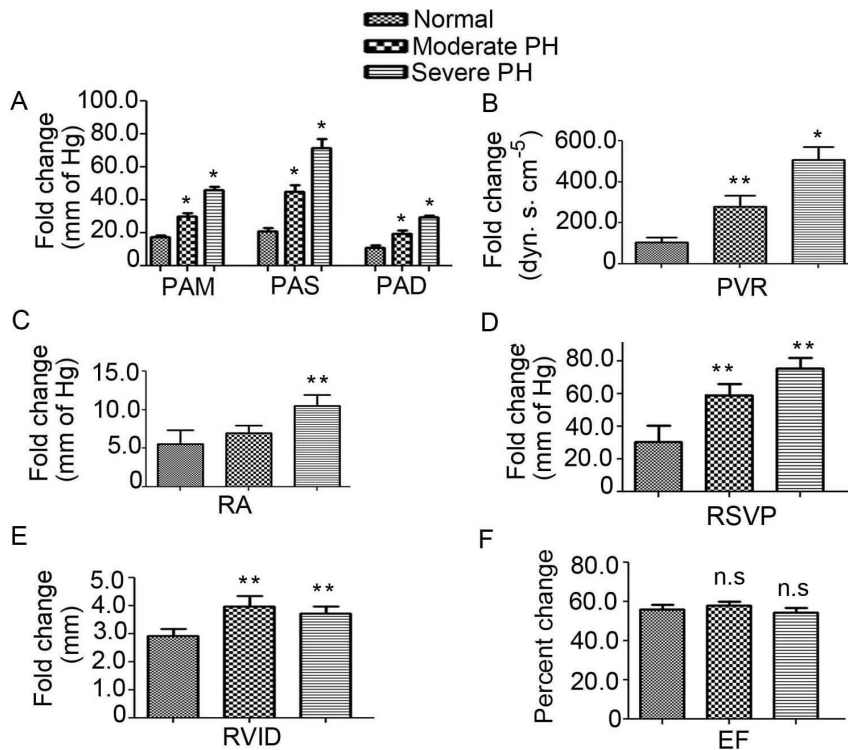 Normal
Moderate PH
Severe PH
A
Fold change
(mm of Hg)
100.0
80.0
60.0
40.0
20.0
0
*
*
*
*
*
*
PAM PAS PAD
B
Fold change
(dyn· s· cm-5)
600.0
400.0
200.0
0
**
*
PVR
C
Fold change
(mm of Hg)
15.0
10.0
5.0
0
**
RA
D
Fold change
(mm of Hg)
80.0
60.0
40.0
20.0
0
**
**
RSVP
E
Fold change
(mm)
5.0
4.0
3.0
2.0
1.0
0
**
**
RVID
F
Percent change
80.0
60.0
40.0
20.0
0.0
n.s
n.s
EF